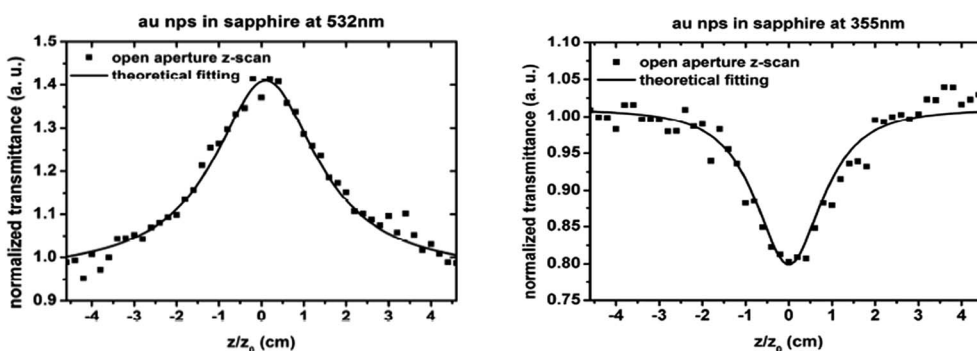 au nps in sapphire at 532nm
1.5
1.4
1.3
1.2
1.1
1.0
0.9
normalized transmittance (a. u.)
open aperture z-scan
theoretical fitting
-4 -3 -2 -1 0 1 2 3 4
z/z0 (cm)
au nps in sapphire at 355nm
1.10
1.05
1.00
0.95
0.90
0.85
0.80
0.75
normalized transmittance (a. u.)
open aperture z-scan
theoretical fitting
-4 -3 -2 -1 0 1 2 3 4
z/z0 (cm)